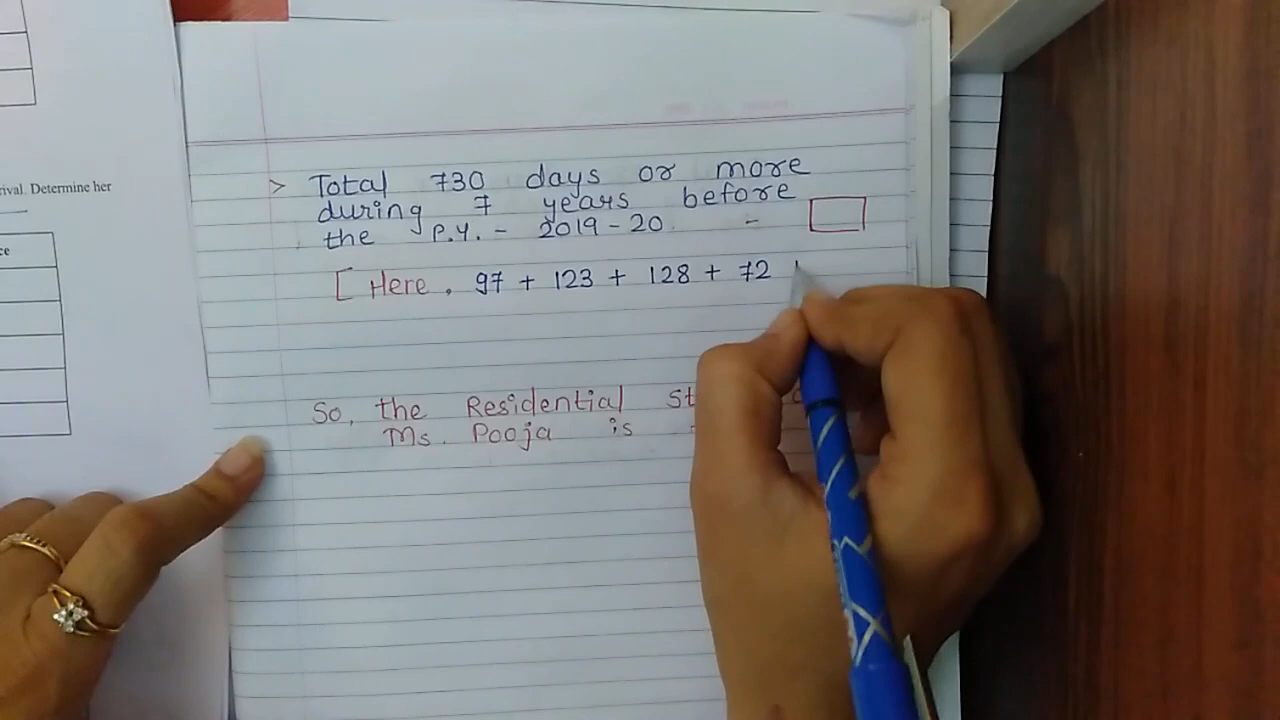 rival. Determine her
ce
> Total 730 days or more
during 7 years before
the P.Y. - 2019-20. -
[ Here, 97 + 123 + 128 + 72
So, the Residential
Ms. Pooja is